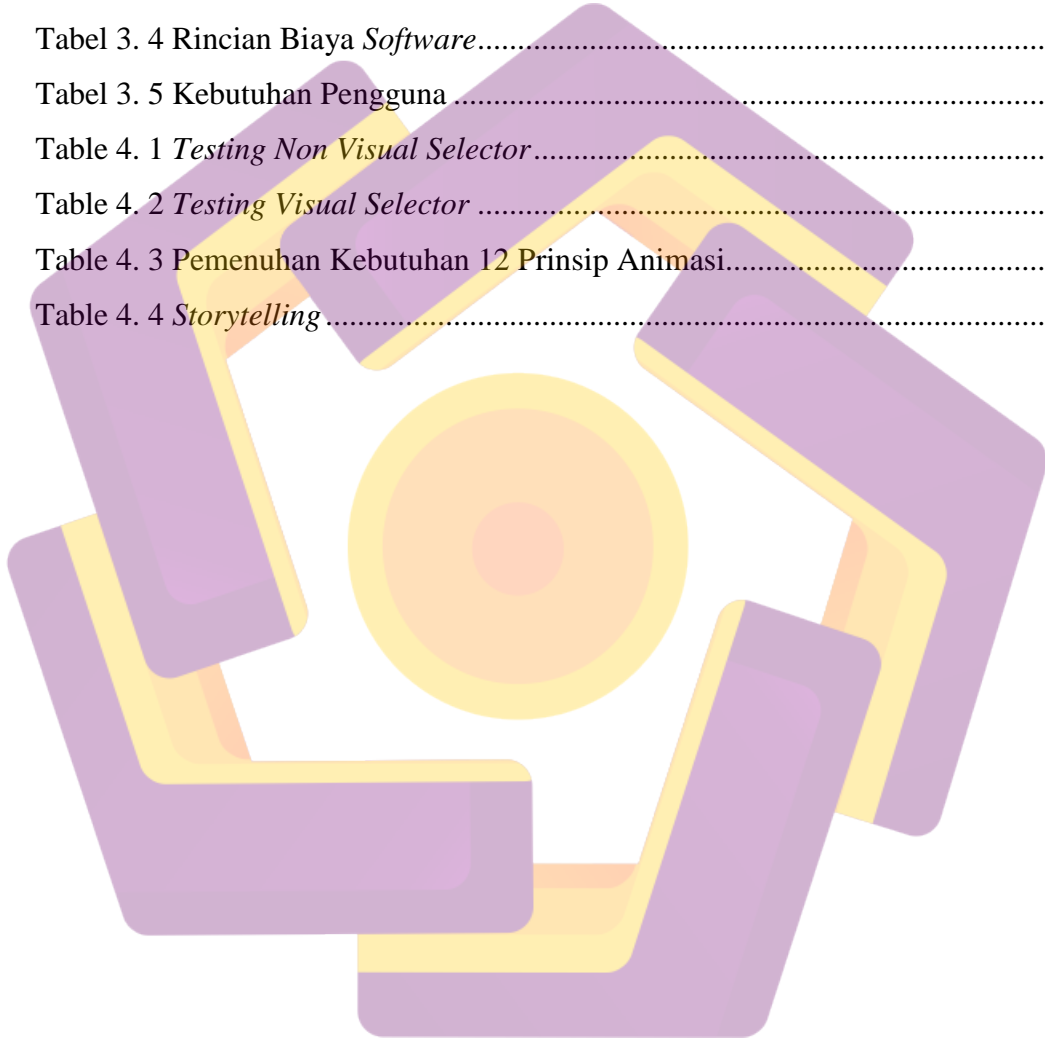 Tabel 3. 4 Rincian Biaya Software.......................................................................
Tabel 3. 5 Kebutuhan Pengguna ..........................................................................
Table 4. 1 Testing Non Visual Selector................................................................
Table 4. 2 Testing Visual Selector .......................................................................
Table 4. 3 Pemenuhan Kebutuhan 12 Prinsip Animasi........................................
Table 4. 4 Storytelling .........................................................................................